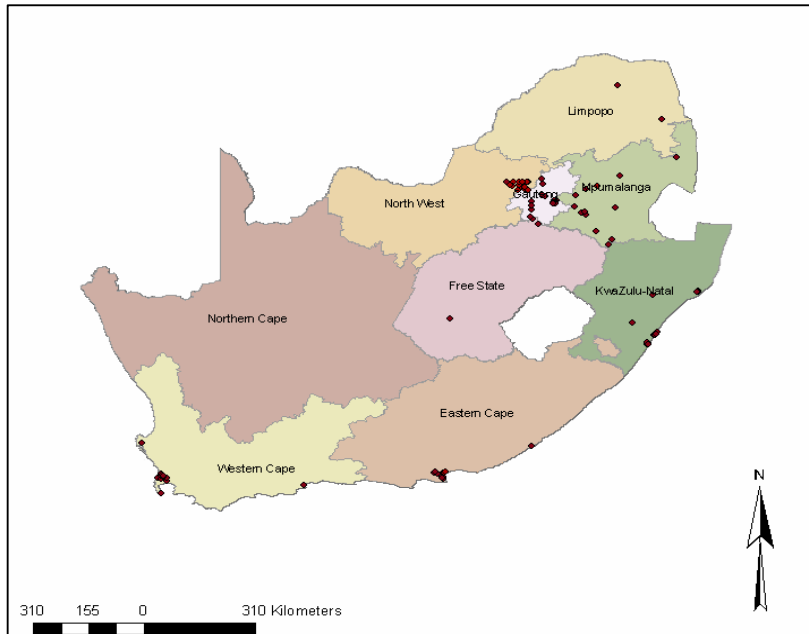 Limpopo
Mpumalanga
Gauteng
North West
Free State
KwaZulu-Natal
Northern Cape
Eastern Cape
Western Cape
N
310 155 0 310 Kilometers